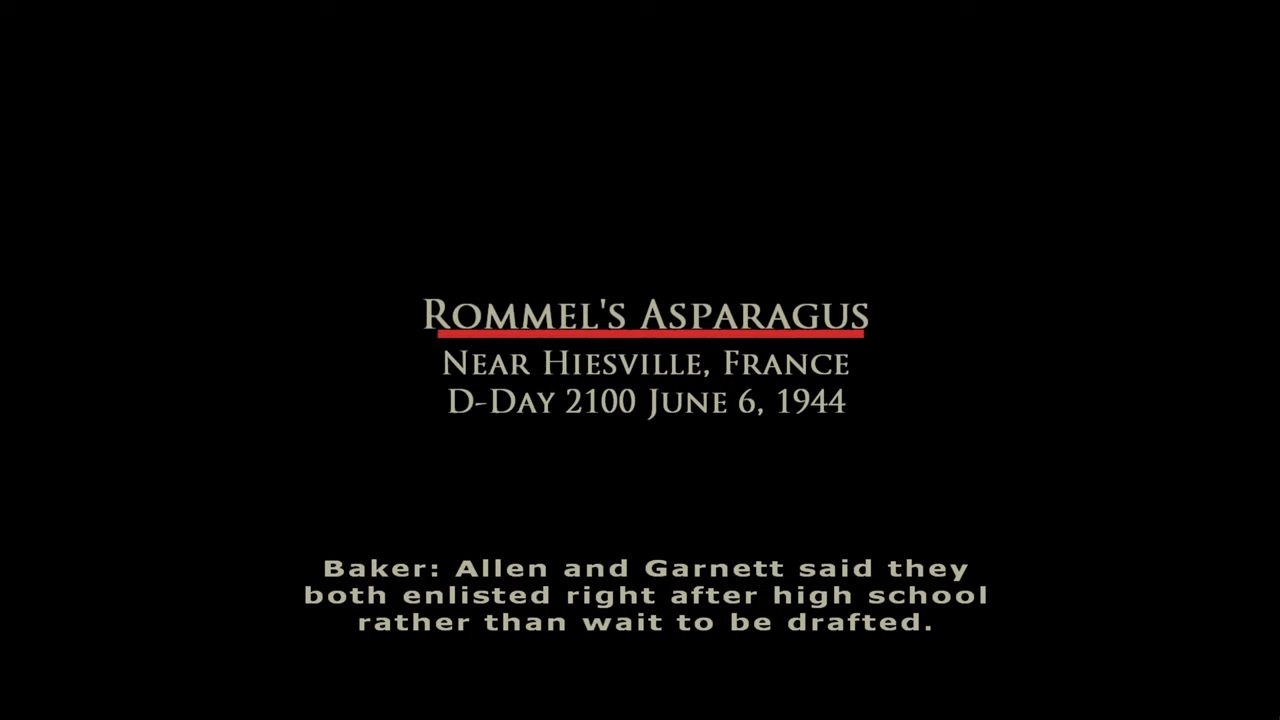 Rommel's Asparagus
Near Hiesville, France
D-Day 2100 June 6, 1944
Baker: Allen and Garnett said they
both enlisted right after high school
rather than wait to be drafted.